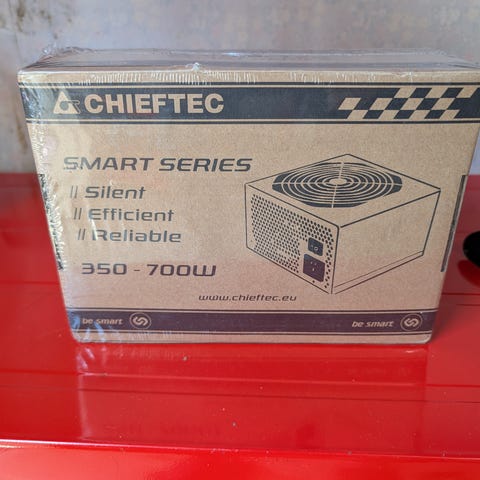 CHIEFTEC
SMART SERIES
// Silent
// Efficient
// Reliable
350 - 700W
www.chieftec.eu
be smart
be smart